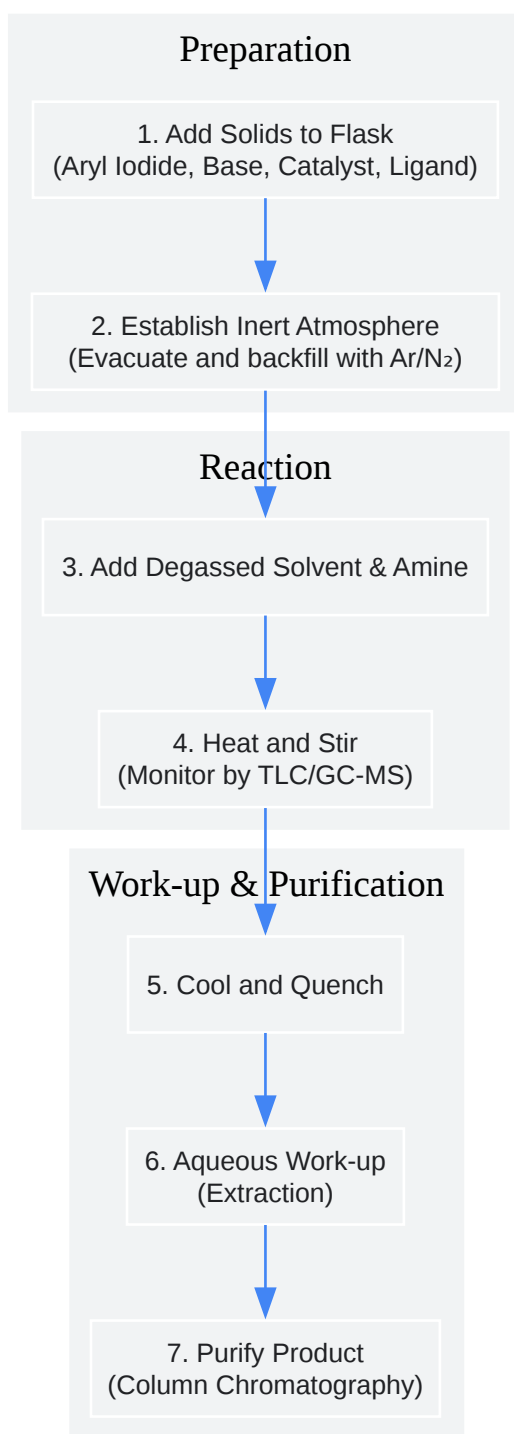 Preparation
1. Add Solids to Flask
(Aryl Iodide, Base, Catalyst, Ligand)
2. Establish Inert Atmosphere
(Evacuate and backfill with Ar/N₂)
Reaction
3. Add Degassed Solvent & Amine
4. Heat and Stir
(Monitor by TLC/GC-MS)
Work-up & Purification
5. Cool and Quench
6. Aqueous Work-up
(Extraction)
7. Purify Product
(Column Chromatography)